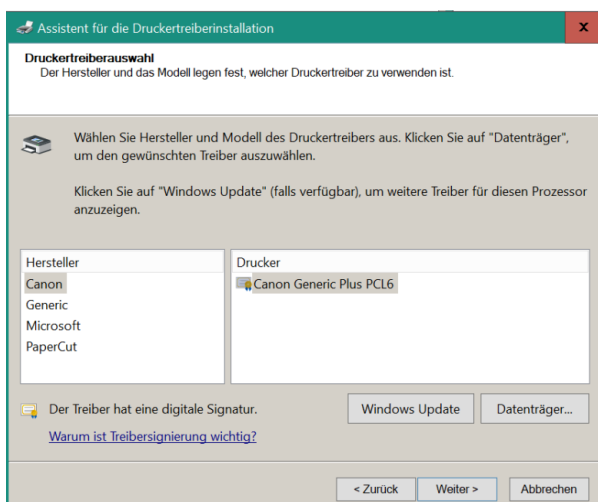 Assistent für die Druckertreiberinstallation
x
Druckertreiberauswahl
Der Hersteller und das Modell legen fest, welcher Druckertreiber zu verwenden ist.
Wählen Sie Hersteller und Modell des Druckertreibers aus. Klicken Sie auf "Datenträger",
um den gewünschten Treiber auszuwählen.
Klicken Sie auf "Windows Update" (falls verfügbar), um weitere Treiber für diesen Prozessor
anzuzeigen.
Hersteller
Canon
Generic
Microsoft
PaperCut
Drucker
Canon Generic Plus PCL6
Der Treiber hat eine digitale Signatur.
Warum ist Treibersignierung wichtig?
Windows Update
Datenträger...
< Zurück
Weiter >
Abbrechen